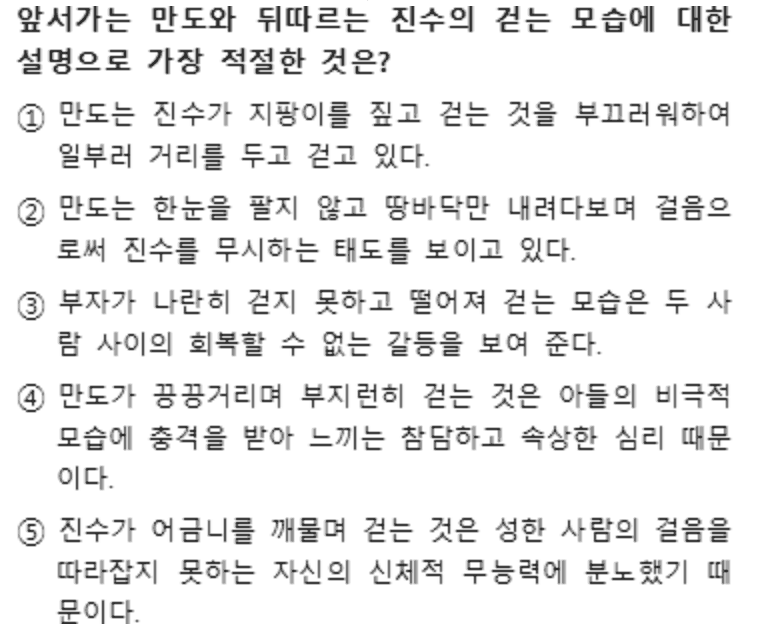 앞서가는 만도와 뒤따르는 진수의 걷는 모습에 대한
설명으로 가장 적절한 것은?
① 만도는 진수가 지팡이를 짚고 걷는 것을 부끄러워하여
일부러 거리를 두고 걷고 있다.
② 만도는 한눈을 팔지 않고 땅바닥만 내려다보며 걸음으
로써 진수를 무시하는 태도를 보이고 있다.
③ 부자가 나란히 걷지 못하고 떨어져 걷는 모습은 두 사
람 사이의 회복할 수 없는 갈등을 보여 준다.
④ 만도가 끙끙거리며 부지런히 걷는 것은 아들의 비극적
모습에 충격을 받아 느끼는 참담하고 속상한 심리 때문
이다.
⑤ 진수가 어금니를 깨물며 걷는 것은 성한 사람의 걸음을
따라잡지 못하는 자신의 신체적 무능력에 분노했기 때
문이다.